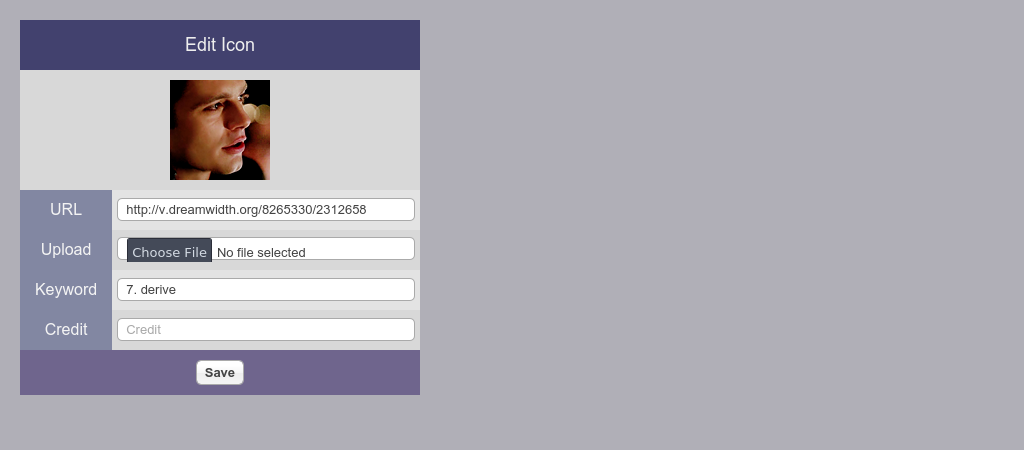 Edit Icon
URL
http://v.dreamwidth.org/8265330/2312658
Upload
Choose File No file selected
Keyword
7. derive
Credit
Credit
Save